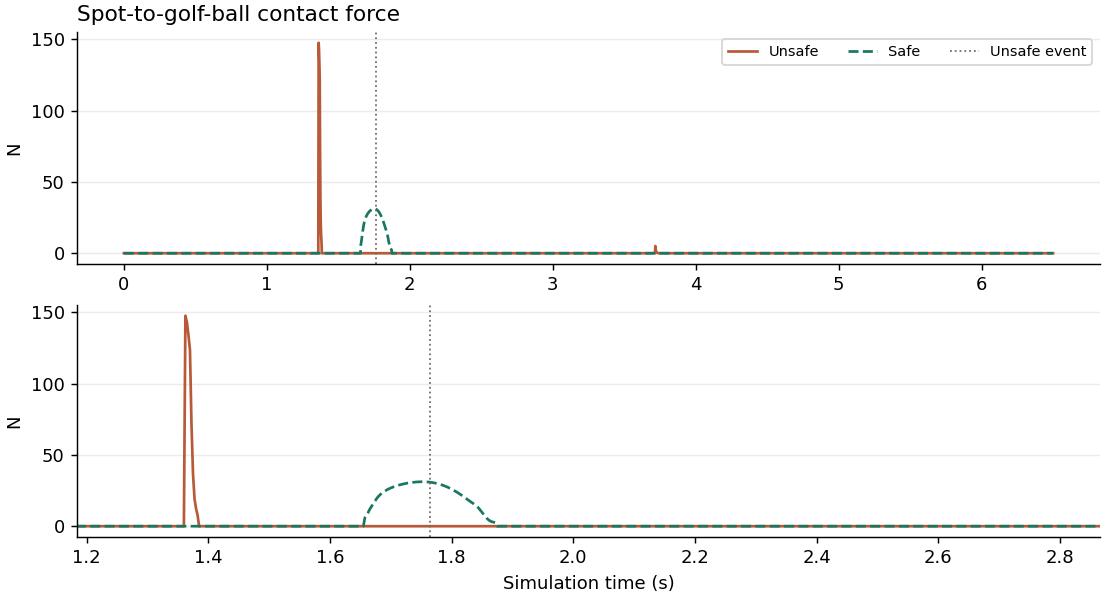 Spot-to-golf-ball contact force
Unsafe Safe Unsafe event
150
100
50
0
N
0 1 2 3 4 5 6
150
100
50
0
N
1.2 1.4 1.6 1.8 2.0 2.2 2.4 2.6 2.8
Simulation time (s)